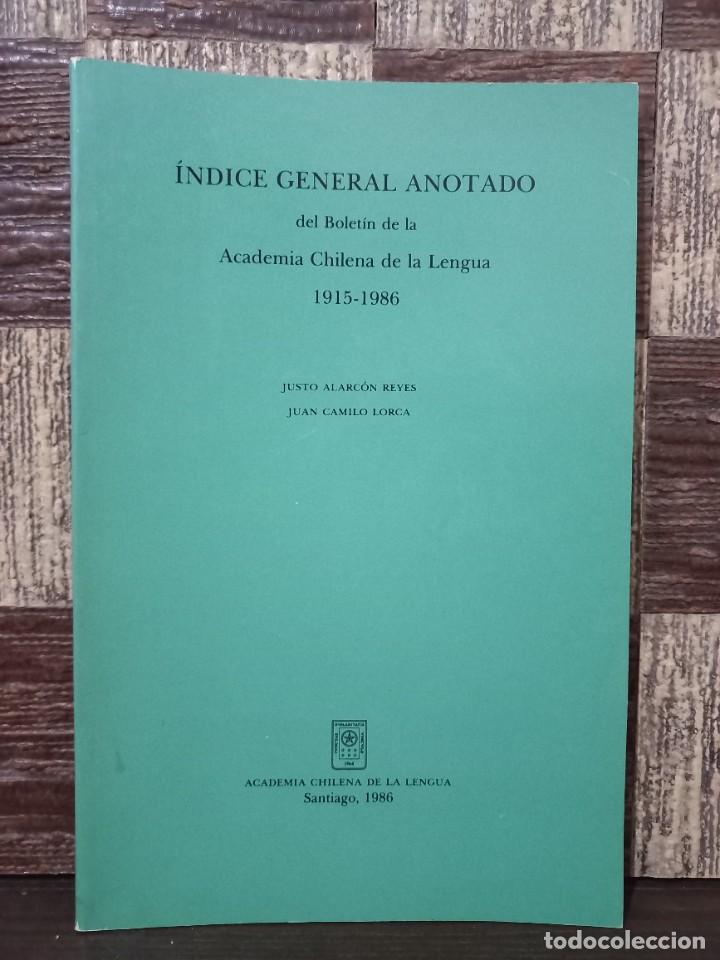 ÍNDICE GENERAL ANOTADO
del Boletín de la
Academia Chilena de la Lengua
1915-1986
JUSTO ALARCÓN REYES
JUAN CAMILO LORCA
ACADEMIA CHILENA DE LA LENGUA
Santiago, 1986
todocoleccion